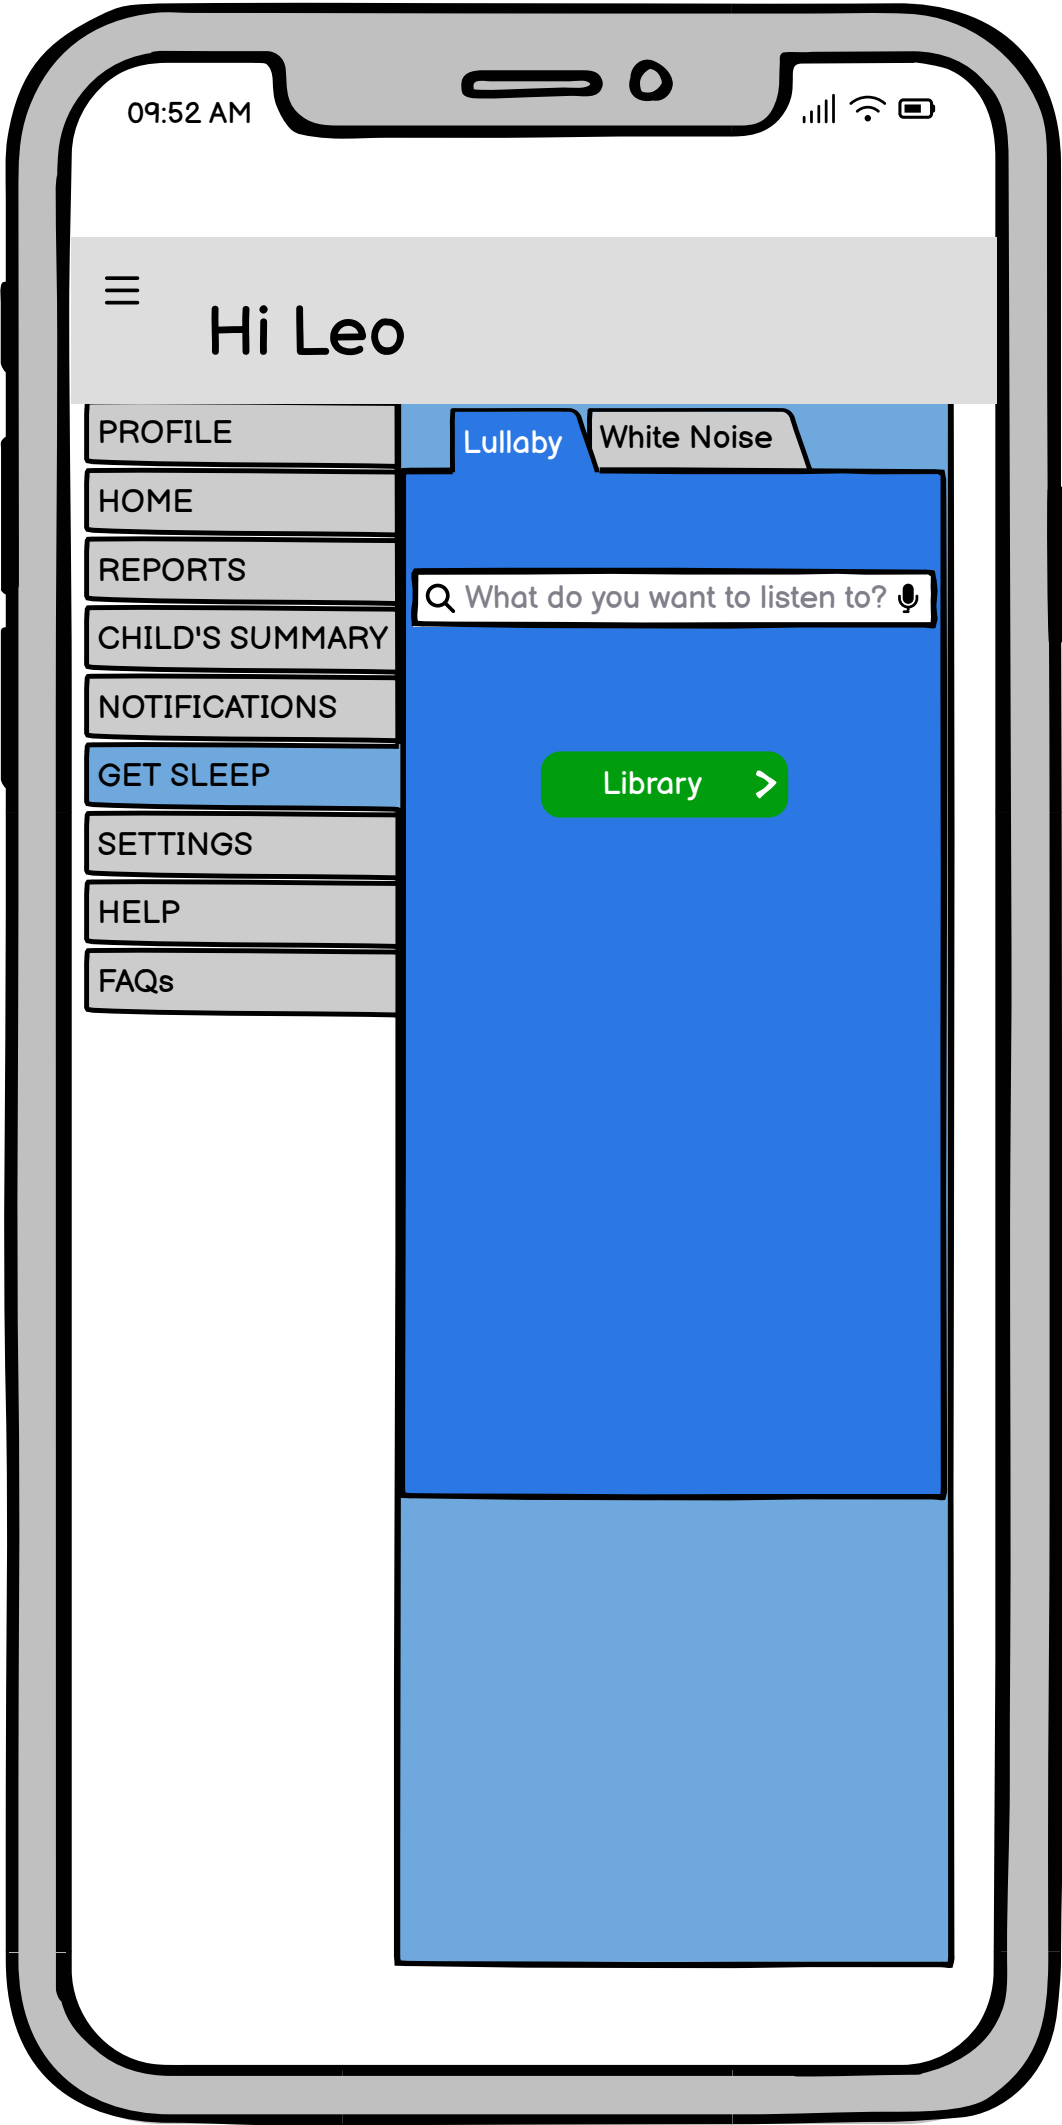 09:52 AM
Hi Leo
PROFILE
HOME
REPORTS
CHILD'S SUMMARY
NOTIFICATIONS
GET SLEEP
SETTINGS
HELP
FAQs
Lullaby
White Noise
What do you want to listen to?
Library